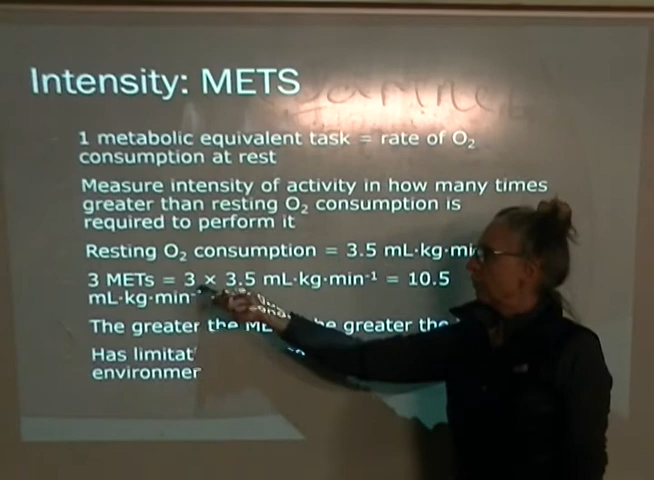 Intensity: METS
1 metabolic equivalent task = rate of O₂
consumption at rest
Measure intensity of activity in how many times
greater than resting O₂ consumption is
required to perform it
Resting O₂ consumption = 3.5 mL·kg·mi
3 METs = 3 × 3.5 mL·kg·min⁻¹ = 10.5
mL·kg·min⁻
The greater the ME he greater the
Has limitat
environmer